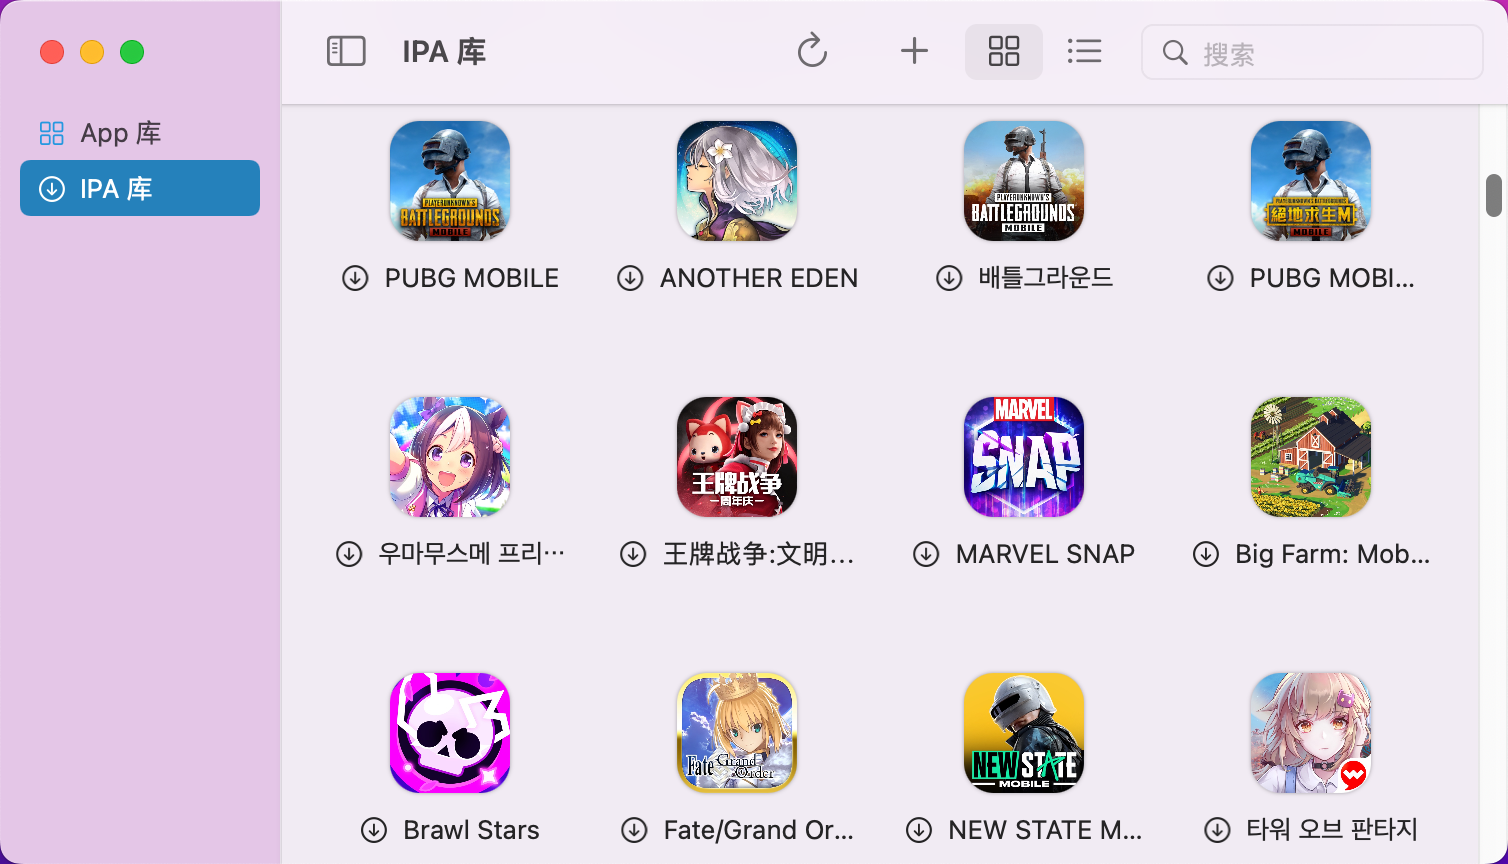 IPA 库
搜索
App 库
IPA 库
PLAYERUNKNOWN'S
BATTLEGROUNDS
MOBILE
PLAYERUNKNOWN'S
BATTLEGROUNDS
MOBILE
PLAYERUNKNOWN'S BATTLEGROUNDS
絕地求生M
MOBILE
PUBG MOBILE
ANOTHER EDEN
배틀그라운드
PUBG MOBI...
王牌战争
一周年庆一
MARVEL
SNAP
우마무스메 프리...
王牌战争:文明...
MARVEL SNAP
Big Farm: Mob...
Fate
Grand
Order
NEW STATE
MOBILE
Brawl Stars
Fate/Grand Or...
NEW STATE M...
타워 오브 판타지